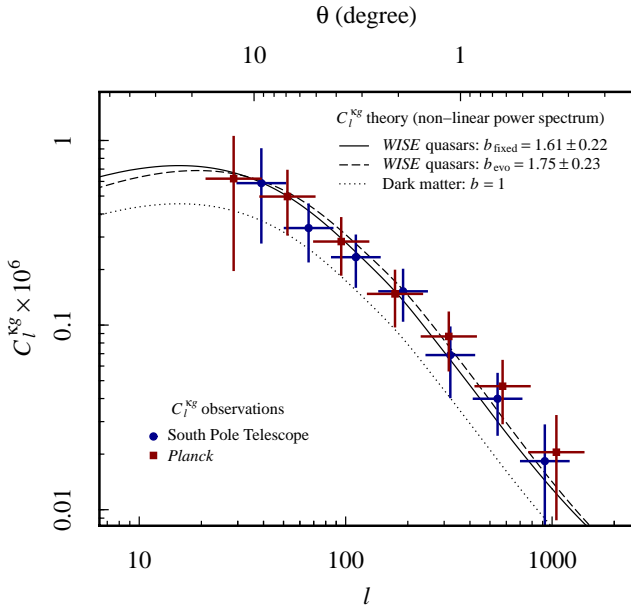 θ (degree)
10 1
C_l^κg theory (non−linear power spectrum)
WISE quasars: b_fixed = 1.61 ± 0.22
WISE quasars: b_evo = 1.75 ± 0.23
Dark matter: b = 1
1
0.1
0.01
C_l^κg × 10^6
C_l^κg observations
South Pole Telescope
Planck
10 100 1000
l